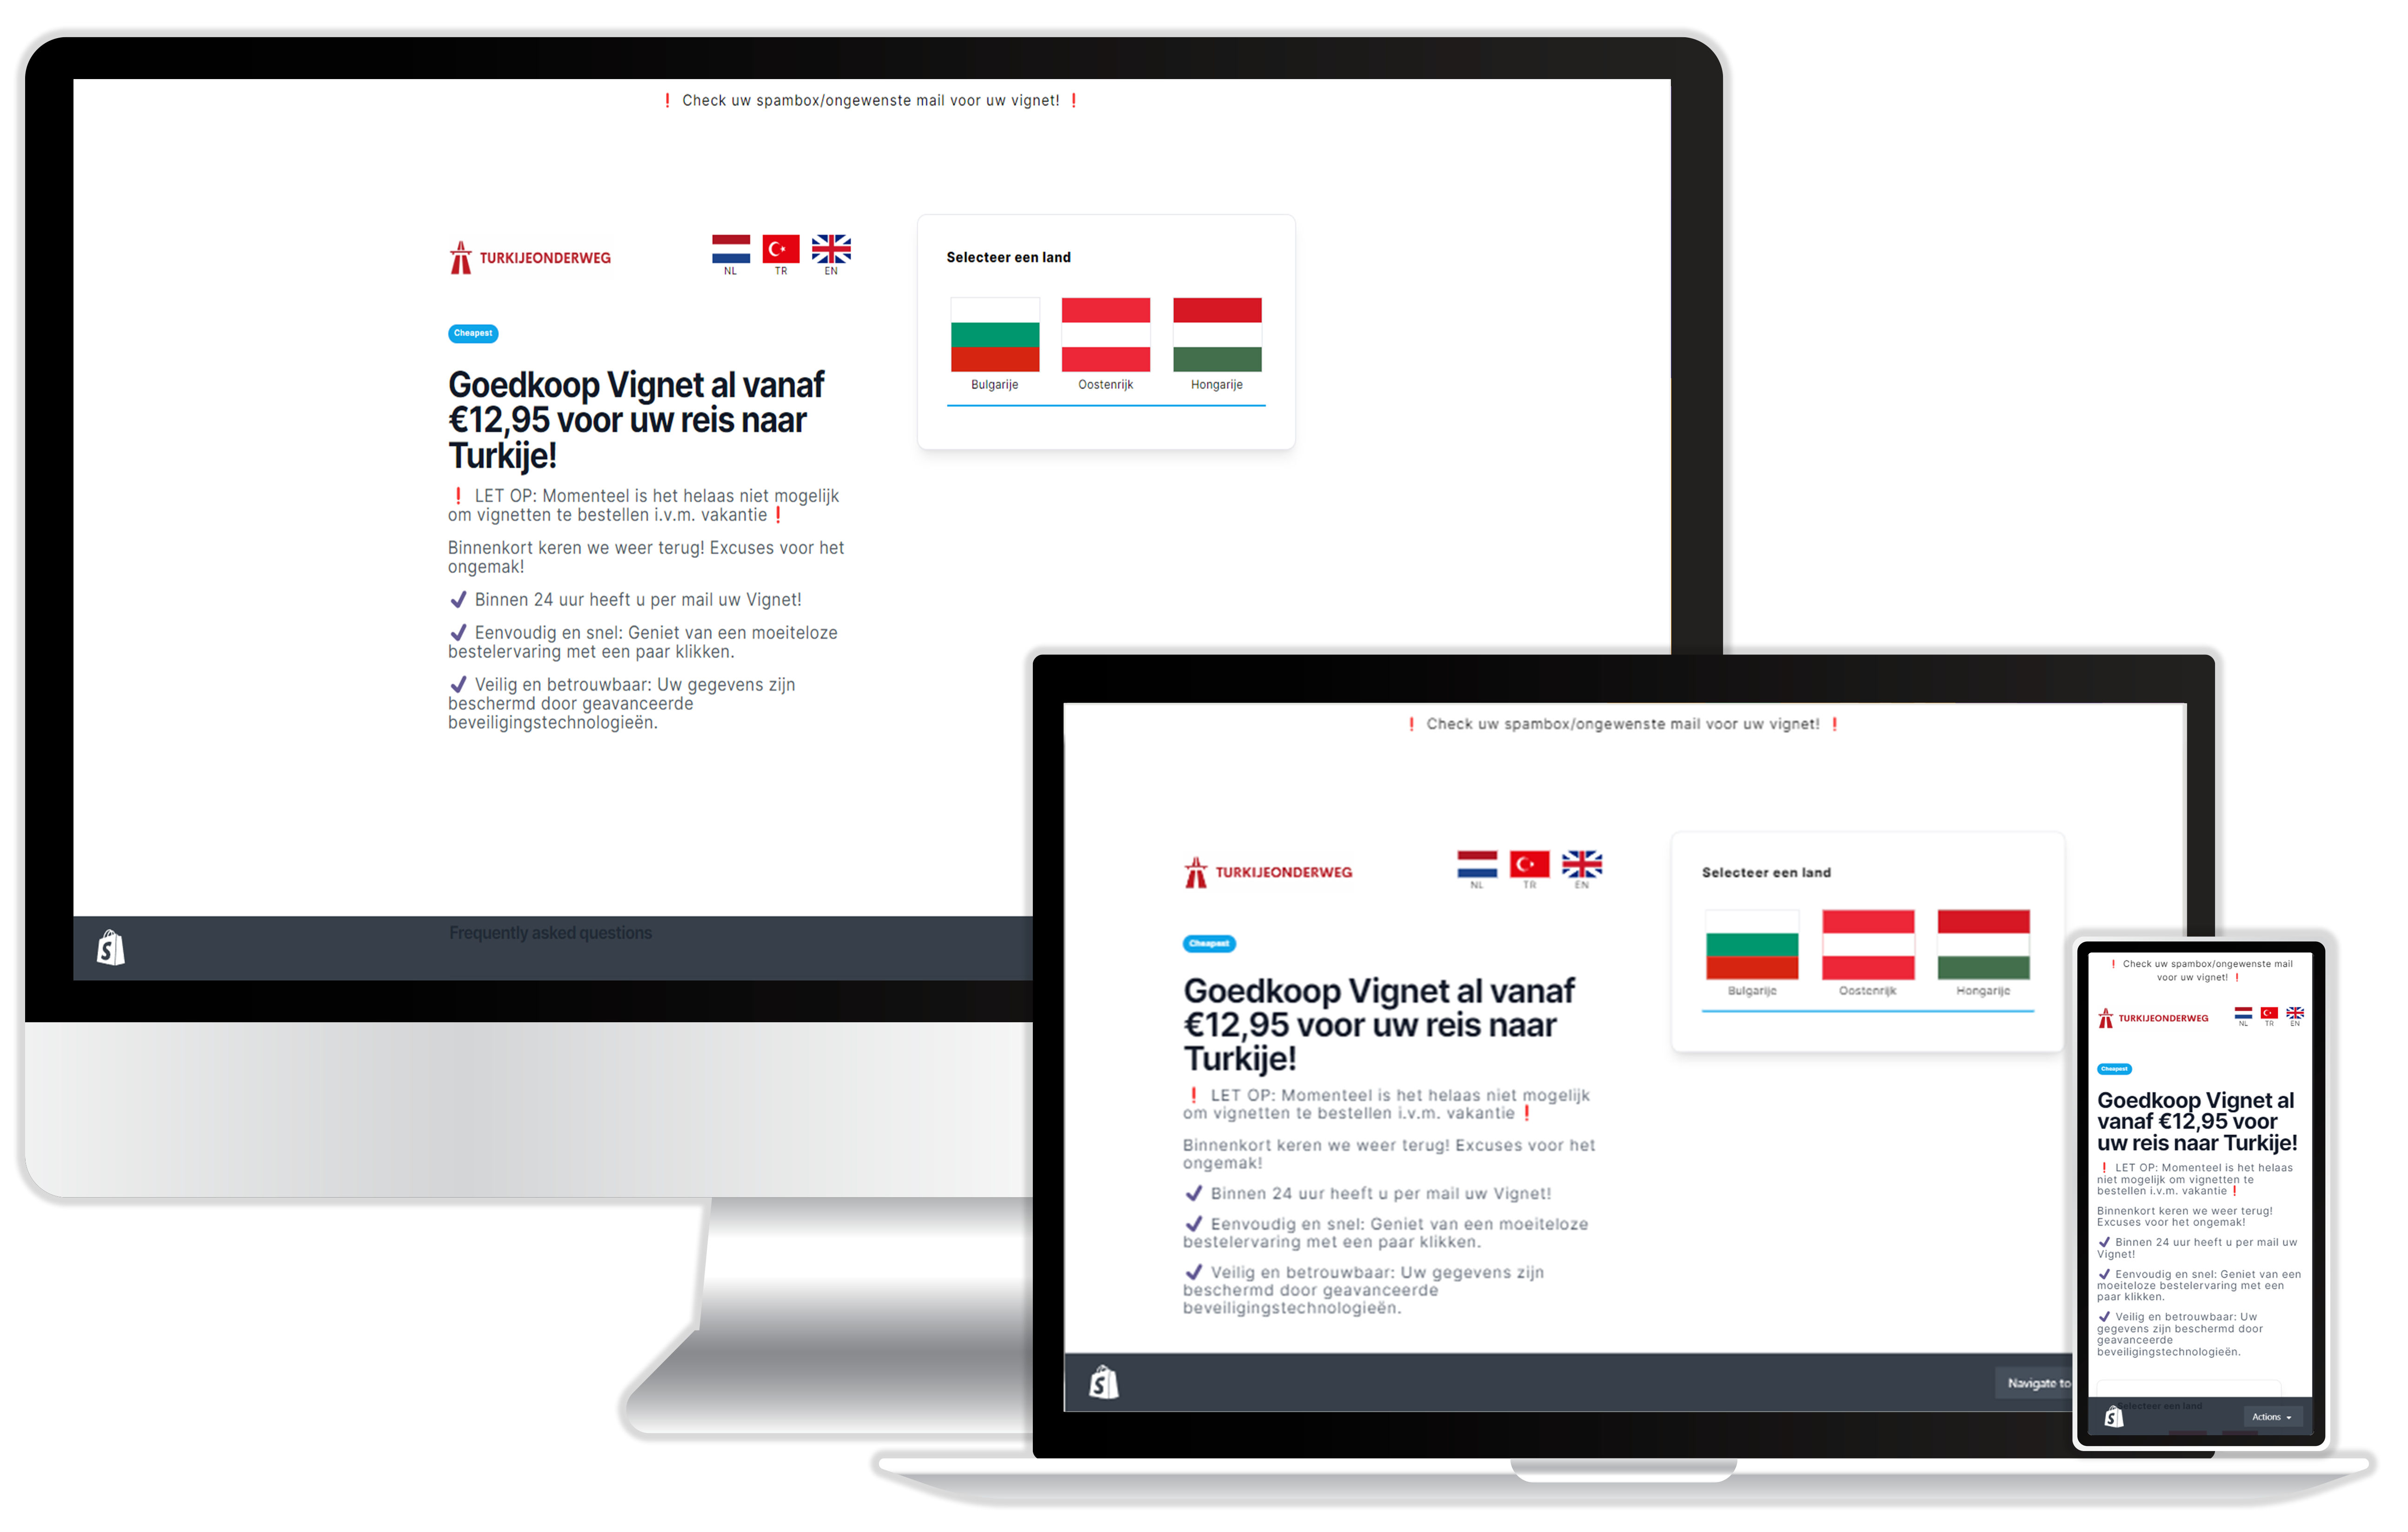 ❗ Check uw spambox/ongewenste mail voor uw vignet! ❗
TURKIJEONDERWEG
NL TR EN
Cheapest
Goedkoop Vignet al vanaf
€12,95 voor uw reis naar
Turkije!
❗ LET OP: Momenteel is het helaas niet mogelijk
om vignetten te bestellen i.v.m. vakantie❗
Binnenkort keren we weer terug! Excuses voor het
ongemak!
✔ Binnen 24 uur heeft u per mail uw Vignet!
✔ Eenvoudig en snel: Geniet van een moeiteloze
bestelervaring met een paar klikken.
✔ Veilig en betrouwbaar: Uw gegevens zijn
beschermd door geavanceerde
beveiligingstechnologieën.
Selecteer een land
Bulgarije Oostenrijk Hongarije
Frequently asked questions
❗ Check uw spambox/ongewenste mail voor uw vignet! ❗
TURKIJEONDERWEG
NL TR EN
Cheapest
Goedkoop Vignet al vanaf
€12,95 voor uw reis naar
Turkije!
❗ LET OP: Momenteel is het helaas niet mogelijk
om vignetten te bestellen i.v.m. vakantie❗
Binnenkort keren we weer terug! Excuses voor het
ongemak!
✔ Binnen 24 uur heeft u per mail uw Vignet!
✔ Eenvoudig en snel: Geniet van een moeiteloze
bestelervaring met een paar klikken.
✔ Veilig en betrouwbaar: Uw gegevens zijn
beschermd door geavanceerde
beveiligingstechnologieën.
Selecteer een land
Bulgarije Oostenrijk Hongarije
Navigate to
❗ Check uw spambox/ongewenste mail
voor uw vignet! ❗
TURKIJEONDERWEG
NL TR EN
Cheapest
Goedkoop Vignet al
vanaf €12,95 voor
uw reis naar Turkije!
❗ LET OP: Momenteel is het helaas
niet mogelijk om vignetten te
bestellen i.v.m. vakantie❗
Binnenkort keren we weer terug!
Excuses voor het ongemak!
✔ Binnen 24 uur heeft u per mail uw
Vignet!
✔ Eenvoudig en snel: Geniet van een
moeiteloze bestelervaring met een
paar klikken.
✔ Veilig en betrouwbaar: Uw
gegevens zijn beschermd door
geavanceerde
beveiligingstechnologieën.
Selecteer een land
Actions